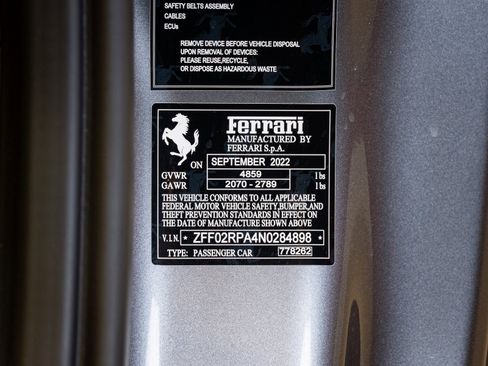 SAFETY BELTS ASSEMBLY
CABLES
ECUs
REMOVE DEVICE BEFORE VEHICLE DISPOSAL
UPON REMOVAL OF DEVICES:
PLEASE REUSE,RECYCLE,
OR DISPOSE AS HAZARDOUS WASTE
Ferrari
MANUFACTURED BY
FERRARI S.p.A.
ON SEPTEMBER 2022
GVWR 4859 lbs
GAWR 2070 - 2789 lbs
THIS VEHICLE CONFORMS TO ALL APPLICABLE
FEDERAL MOTOR VEHICLE SAFETY,BUMPER,AND
THEFT PREVENTION STANDARDS IN EFFECT ON
THE DATE OF MANUFACTURE SHOWN ABOVE
V.I.N. * ZFF02RPA4N0284898 *
TYPE: PASSENGER CAR 778262